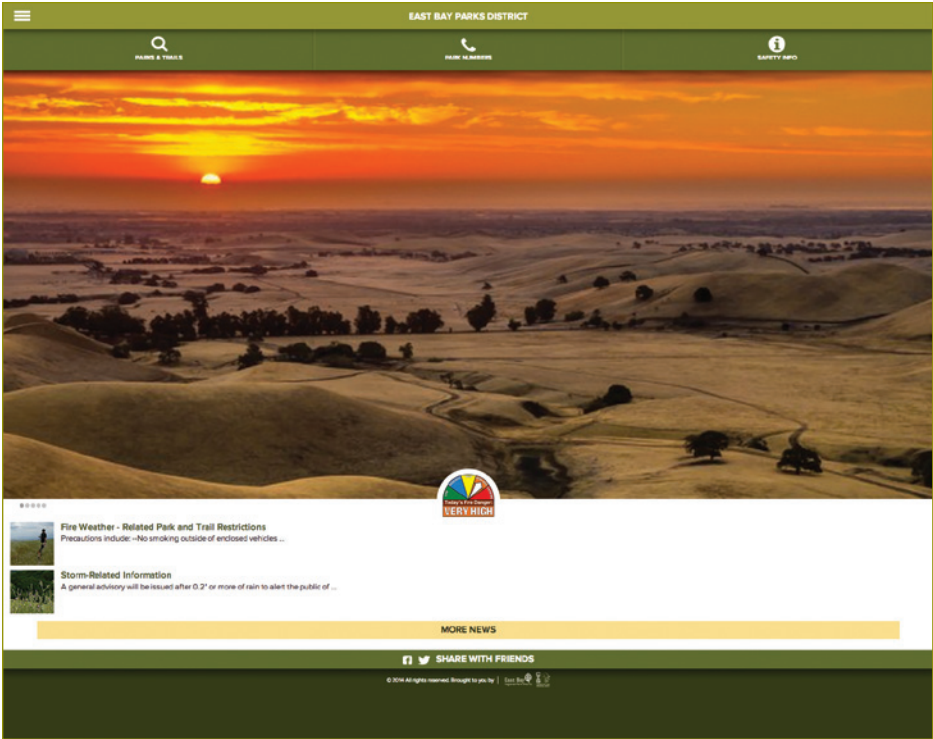 EAST BAY PARKS DISTRICT
PARKS & TRAILS
PARK NUMBERS
SAFETY INFO
Today's Fire Danger
VERY HIGH
Fire Weather - Related Park and Trail Restrictions
Precautions include: --No smoking outside of enclosed vehicles ...
Storm-Related Information
A general advisory will be issued after 0.2" or more of rain to alert the public of ...
MORE NEWS
SHARE WITH FRIENDS
© 2014 All rights reserved. Brought to you by | East Bay